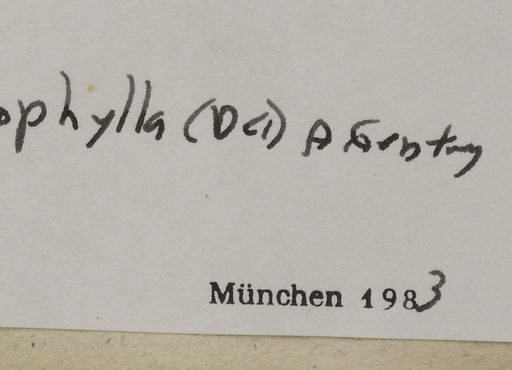 ophylla (DC) A Gentry
München 1983